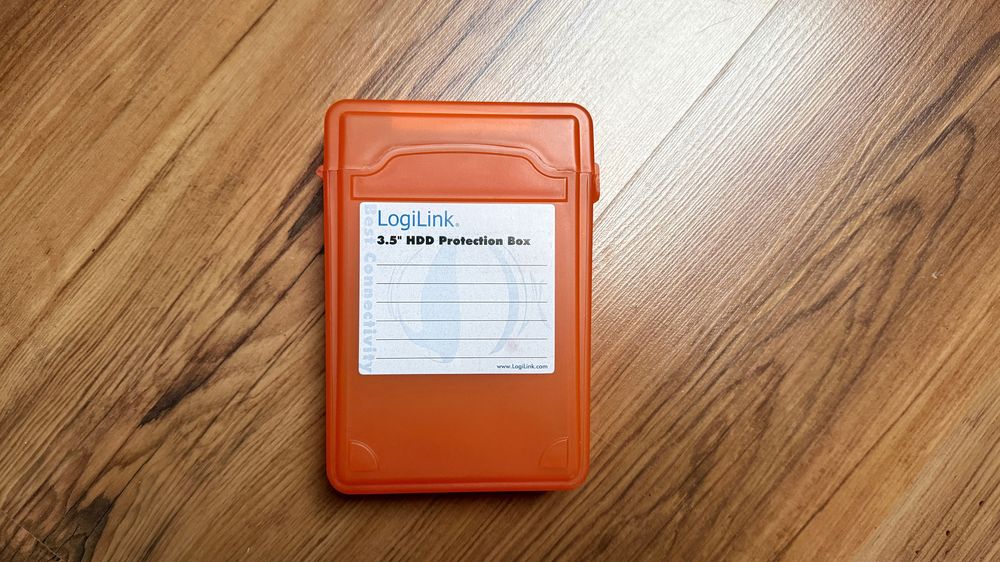 LogiLink.
3.5" HDD Protection Box
Best Connectivity
www.LogiLink.com